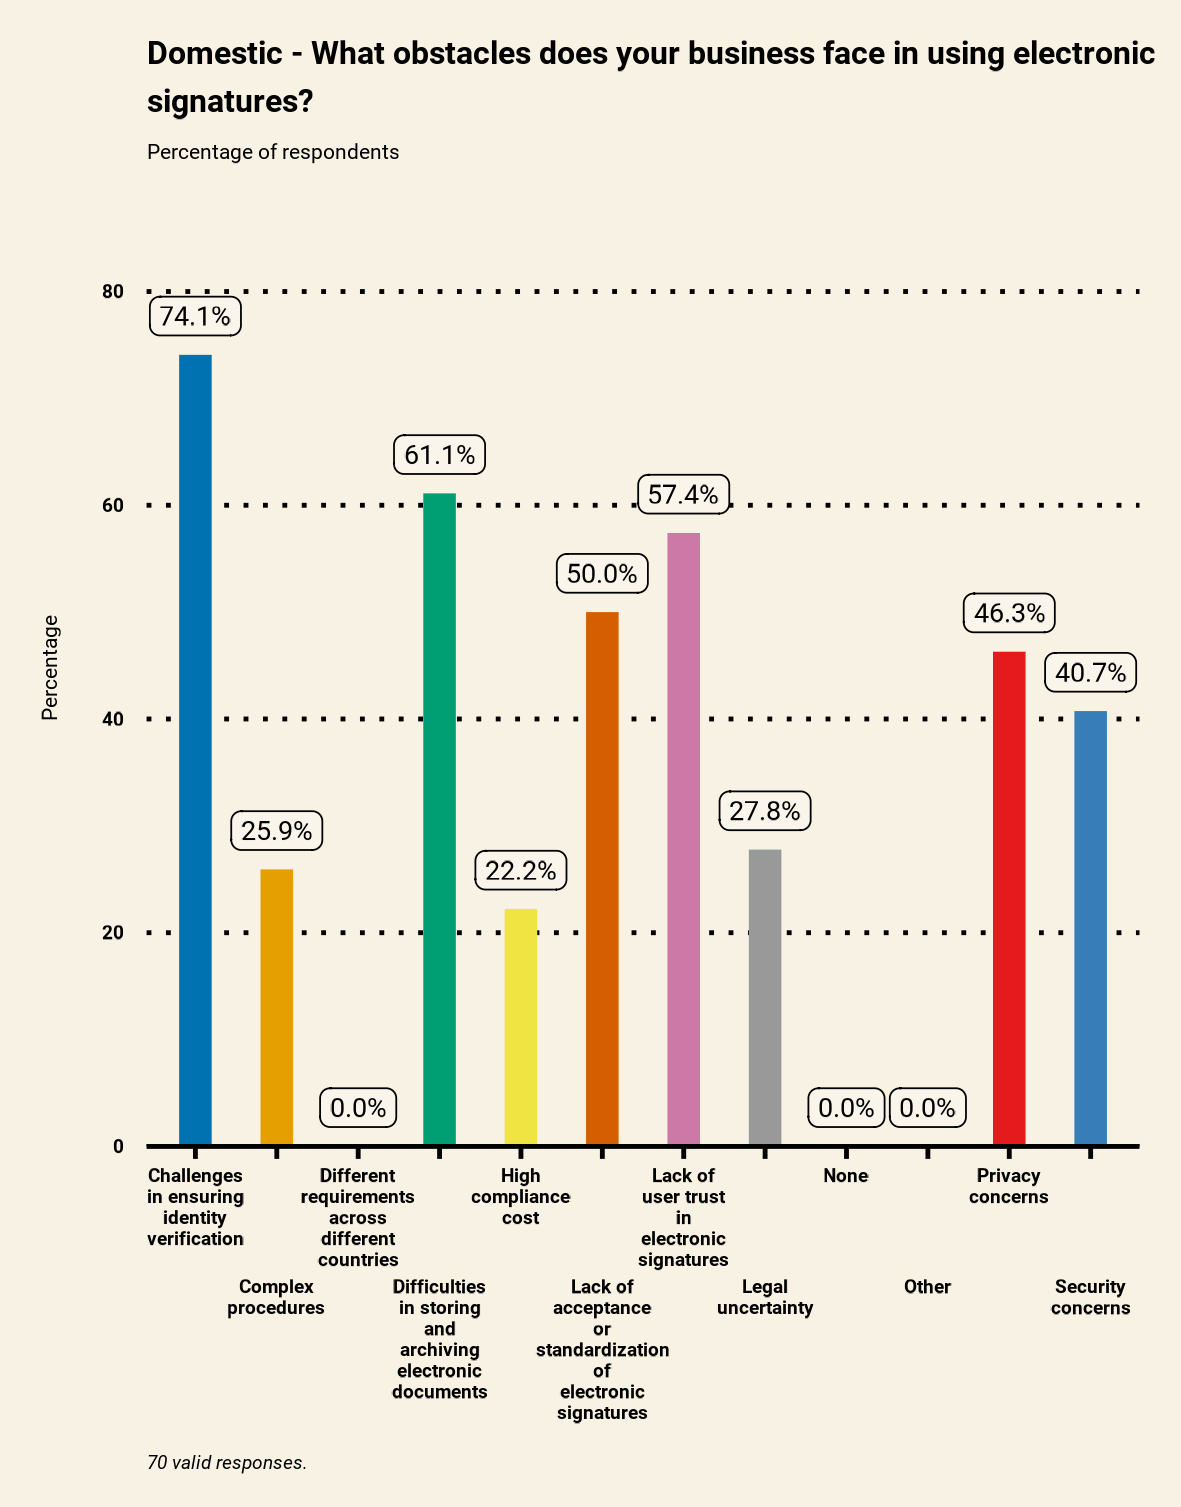 Domestic - What obstacles does your business face in using electronic
signatures?
Percentage of respondents
80
60
40
20
0
Percentage
74.1%
25.9%
0.0%
61.1%
22.2%
50.0%
57.4%
27.8%
0.0%
0.0%
46.3%
40.7%
Challenges
in ensuring
identity
verification
Complex
procedures
Different
requirements
across
different
countries
Difficulties
in storing
and
archiving
electronic
documents
High
compliance
cost
Lack of
acceptance
or
standardization
of
electronic
signatures
Lack of
user trust
in
electronic
signatures
Legal
uncertainty
None
Other
Privacy
concerns
Security
concerns
70 valid responses.